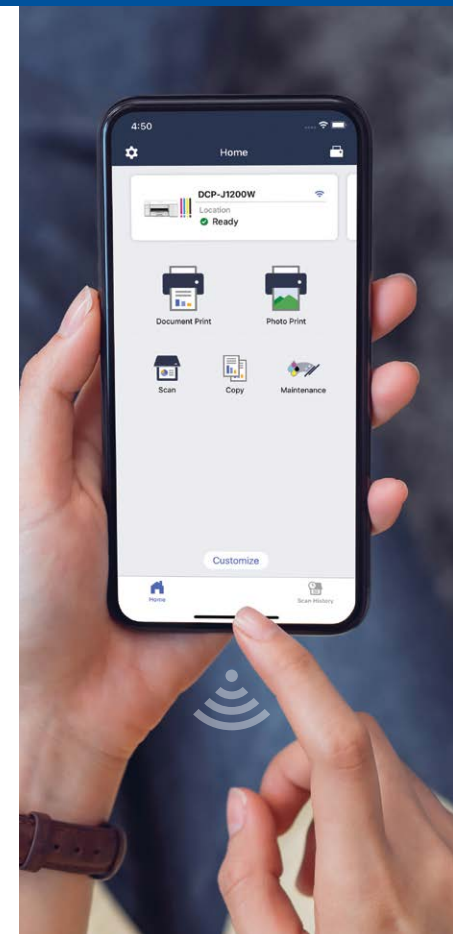 4:50
Home
DCP-J1200W
Location
Ready
Document Print
Photo Print
Scan
Copy
Maintenance
Customize
Home
Scan History